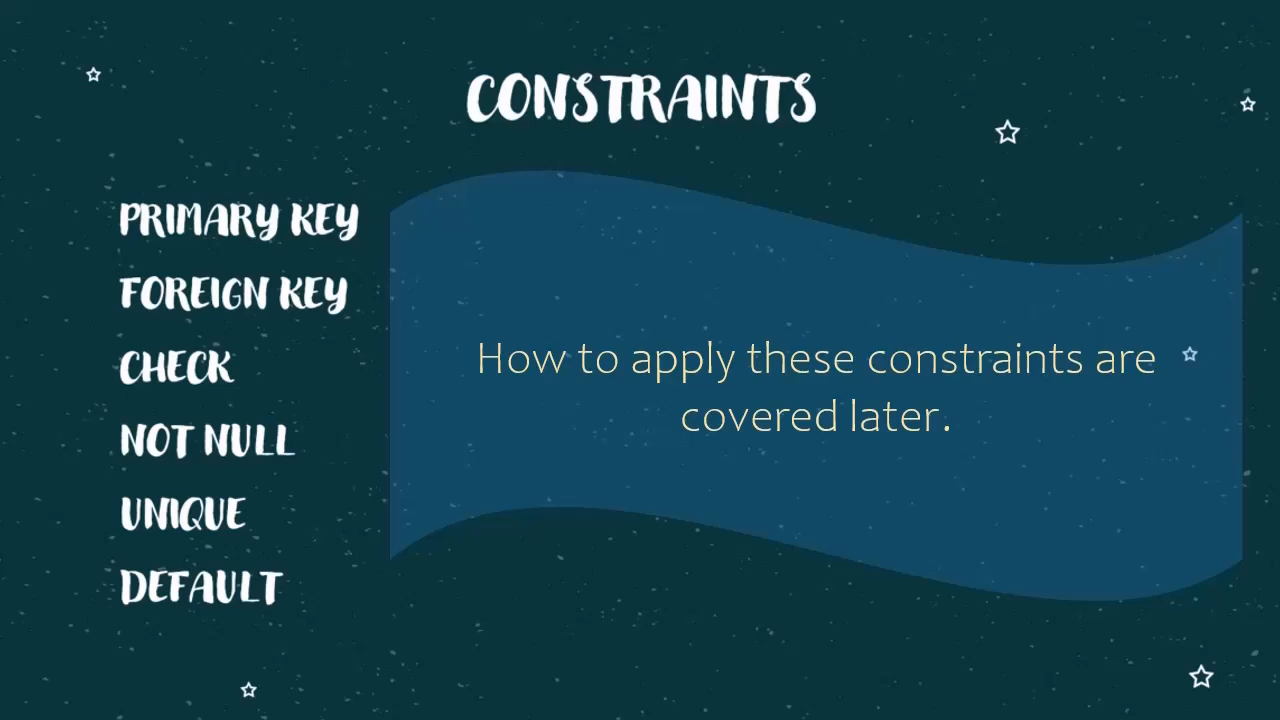 CONSTRAINTS
PRIMARY KEY
FOREIGN KEY
CHECK
NOT NULL
UNIQUE
DEFAULT
How to apply these constraints are
covered later.